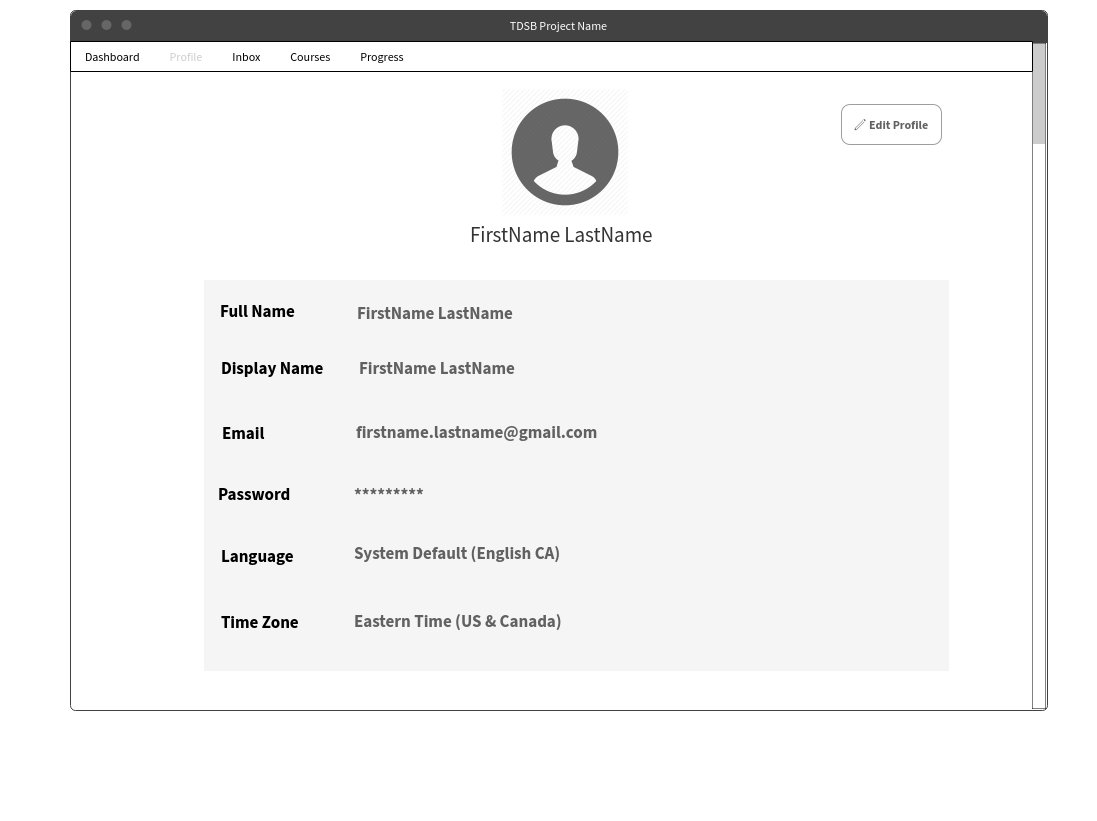 TDSB Project Name
Dashboard Profile Inbox Courses Progress
Edit Profile
FirstName LastName
Full Name FirstName LastName
Display Name FirstName LastName
Email firstname.lastname@gmail.com
Password *********
Language System Default (English CA)
Time Zone Eastern Time (US & Canada)